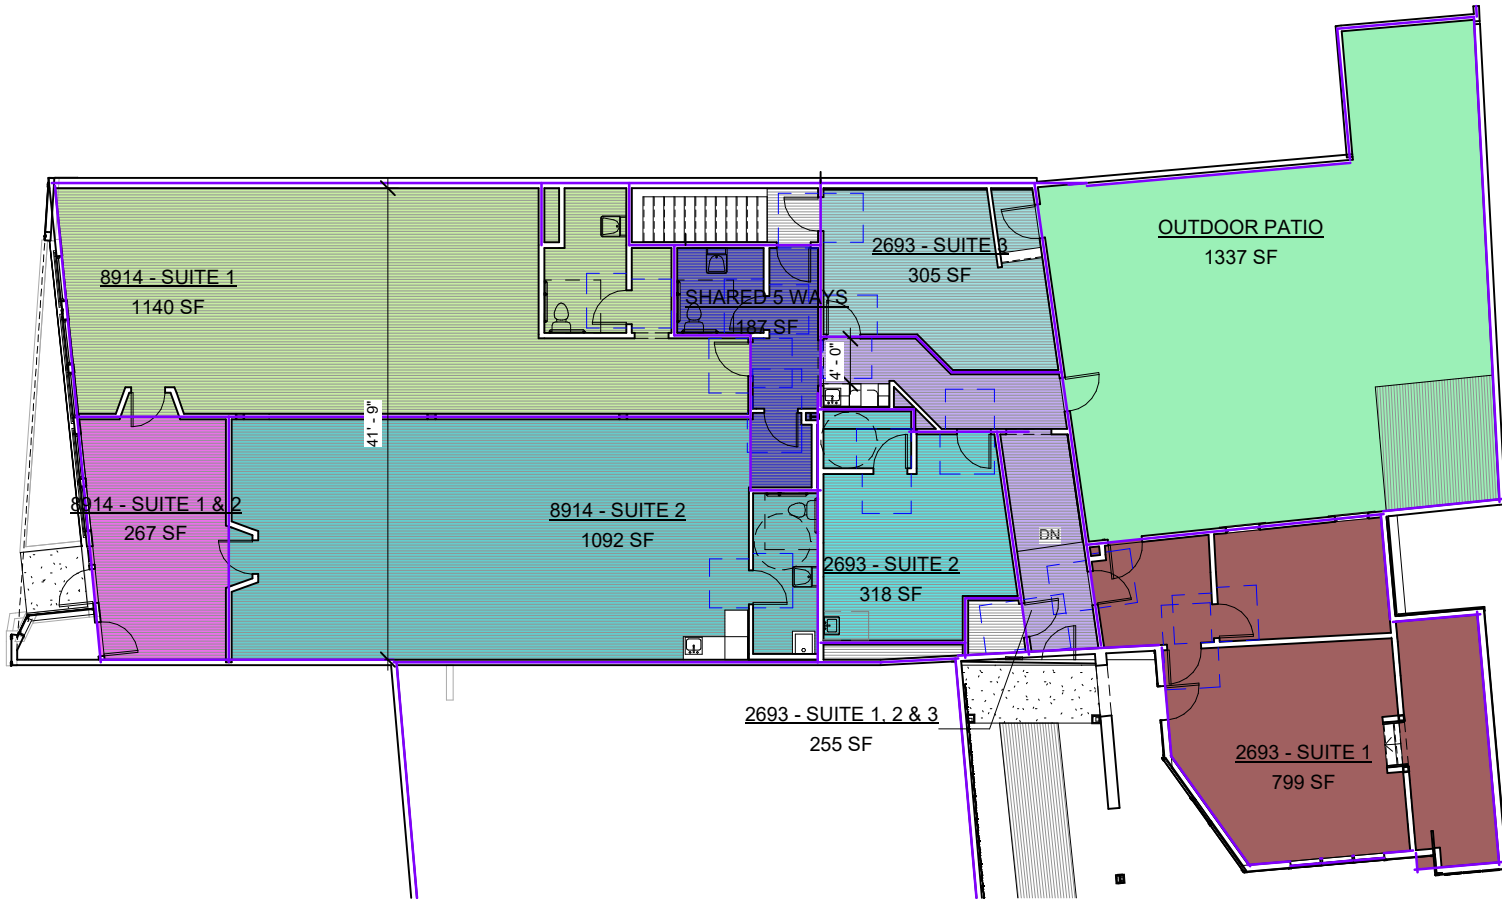 OUTDOOR PATIO
1337 SF
2693 - SUITE 3
305 SF
8914 - SUITE 1
1140 SF
SHARED 5 WAYS
187 SF
4' - 0"
41' - 9"
8914 - SUITE 1 & 2
267 SF
8914 - SUITE 2
1092 SF
DN
2693 - SUITE 2
318 SF
2693 - SUITE 1, 2 & 3
255 SF
2693 - SUITE 1
799 SF